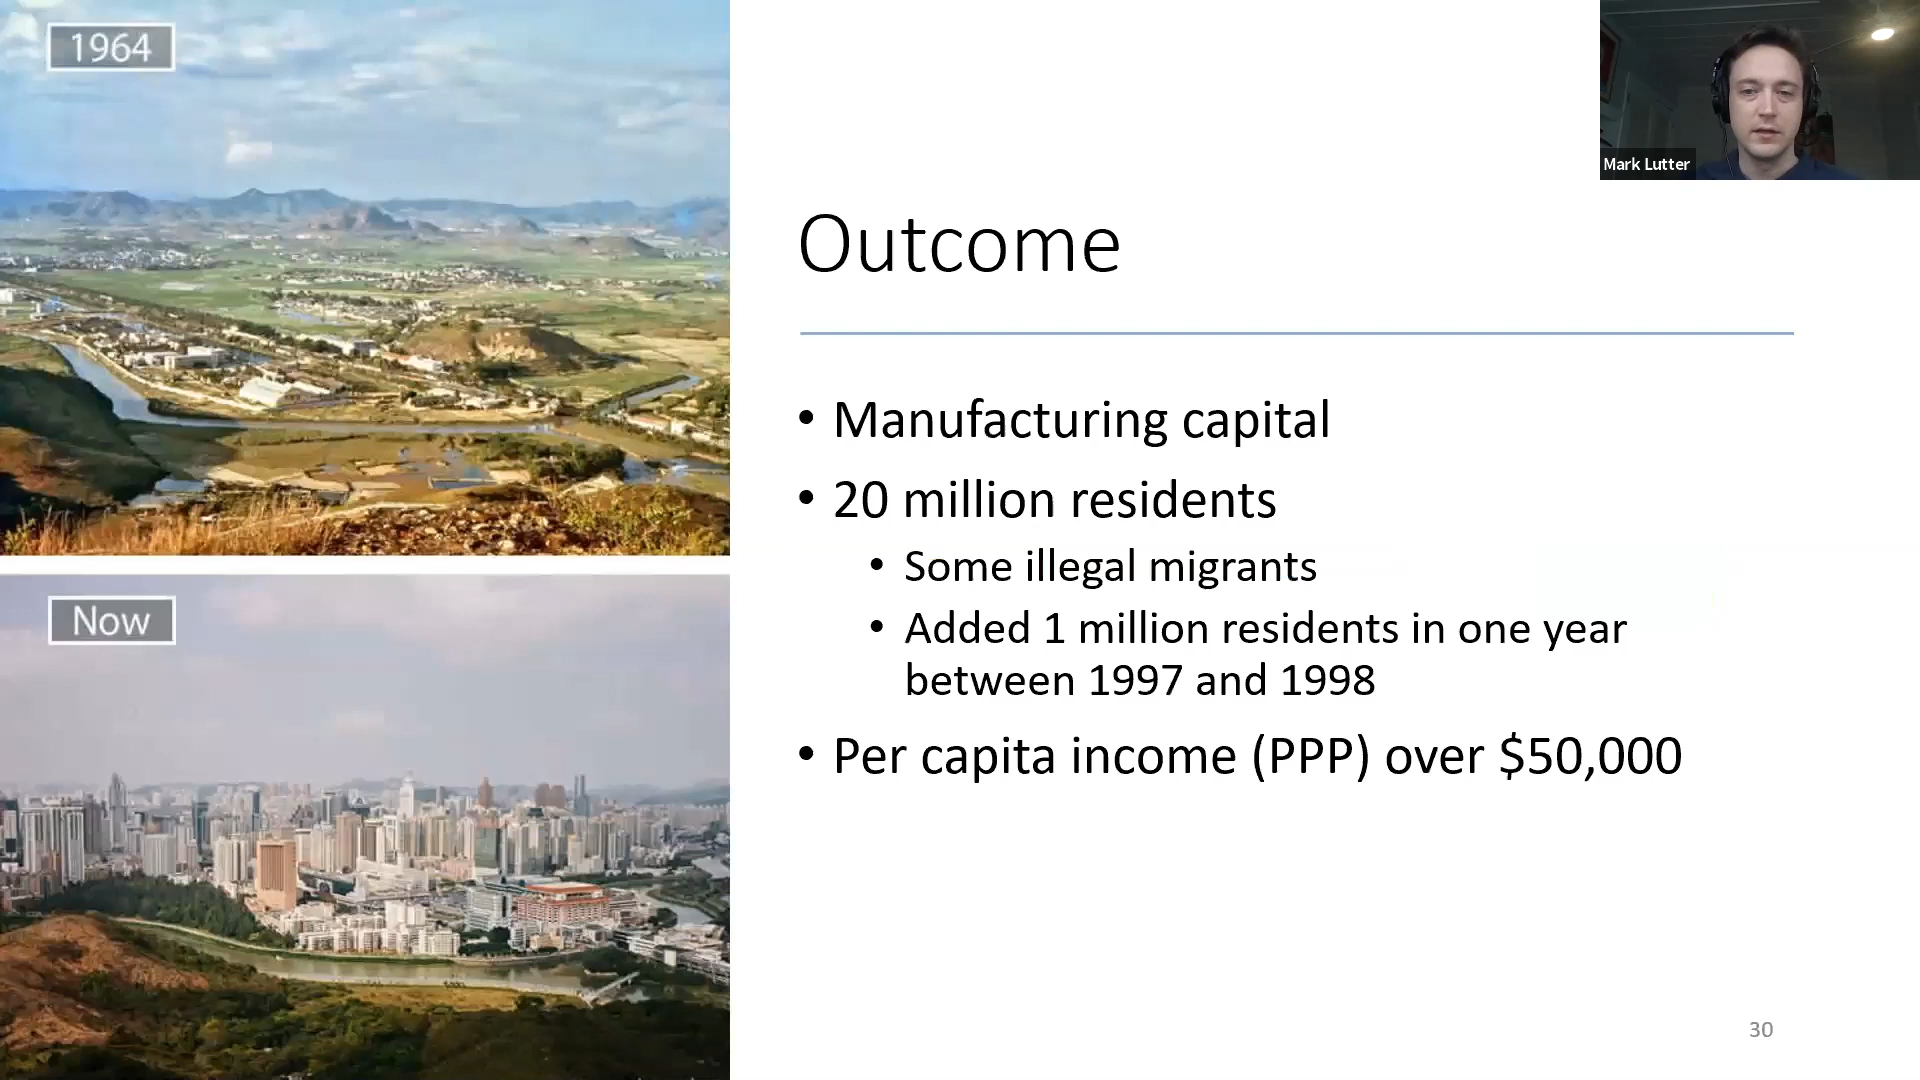 1964
Now
Mark Lutter
Outcome
• Manufacturing capital
• 20 million residents
• Some illegal migrants
• Added 1 million residents in one year
between 1997 and 1998
• Per capita income (PPP) over $50,000
30